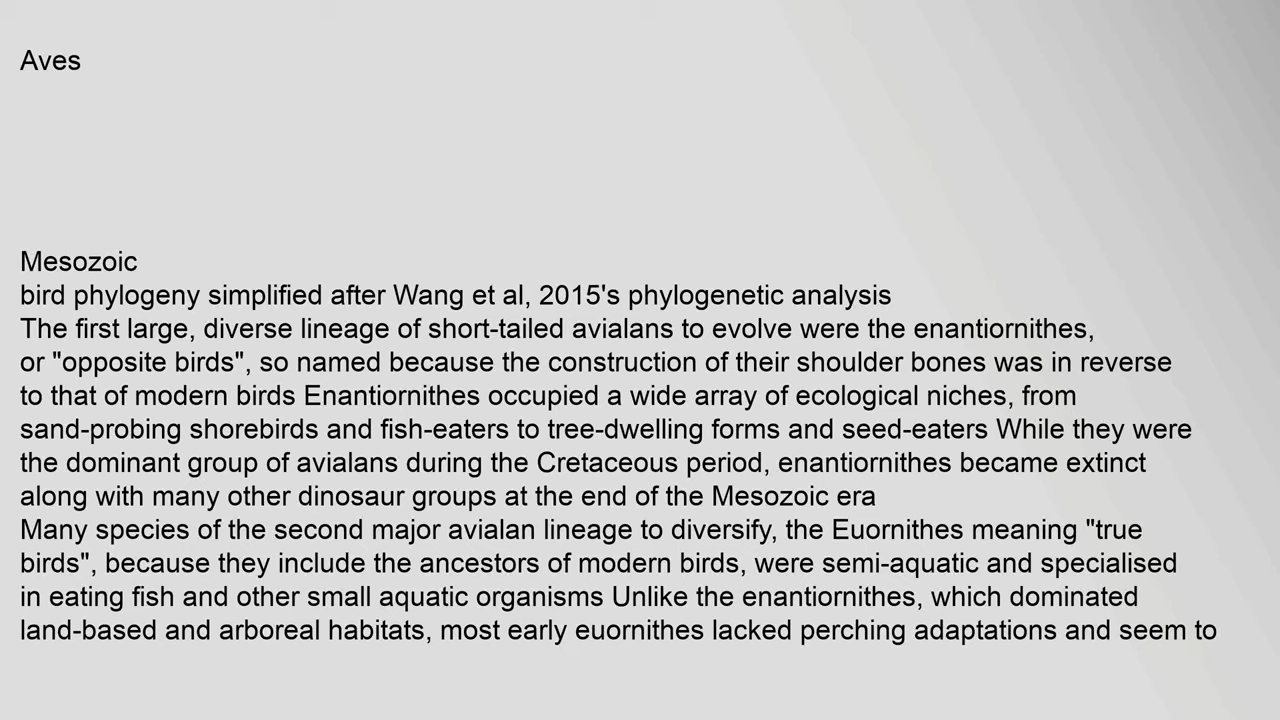 Aves
Mesozoic
bird phylogeny simplified after Wang et al, 2015's phylogenetic analysis
The first large, diverse lineage of short-tailed avialans to evolve were the enantiornithes,
or "opposite birds", so named because the construction of their shoulder bones was in reverse
to that of modern birds Enantiornithes occupied a wide array of ecological niches, from
sand-probing shorebirds and fish-eaters to tree-dwelling forms and seed-eaters While they were
the dominant group of avialans during the Cretaceous period, enantiornithes became extinct
along with many other dinosaur groups at the end of the Mesozoic era
Many species of the second major avialan lineage to diversify, the Euornithes meaning "true
birds", because they include the ancestors of modern birds, were semi-aquatic and specialised
in eating fish and other small aquatic organisms Unlike the enantiornithes, which dominated
land-based and arboreal habitats, most early euornithes lacked perching adaptations and seem to